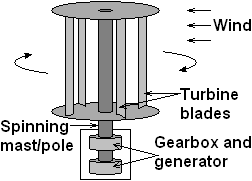 Wind
Turbine
blades
Spinning
mast/pole
Gearbox and
generator